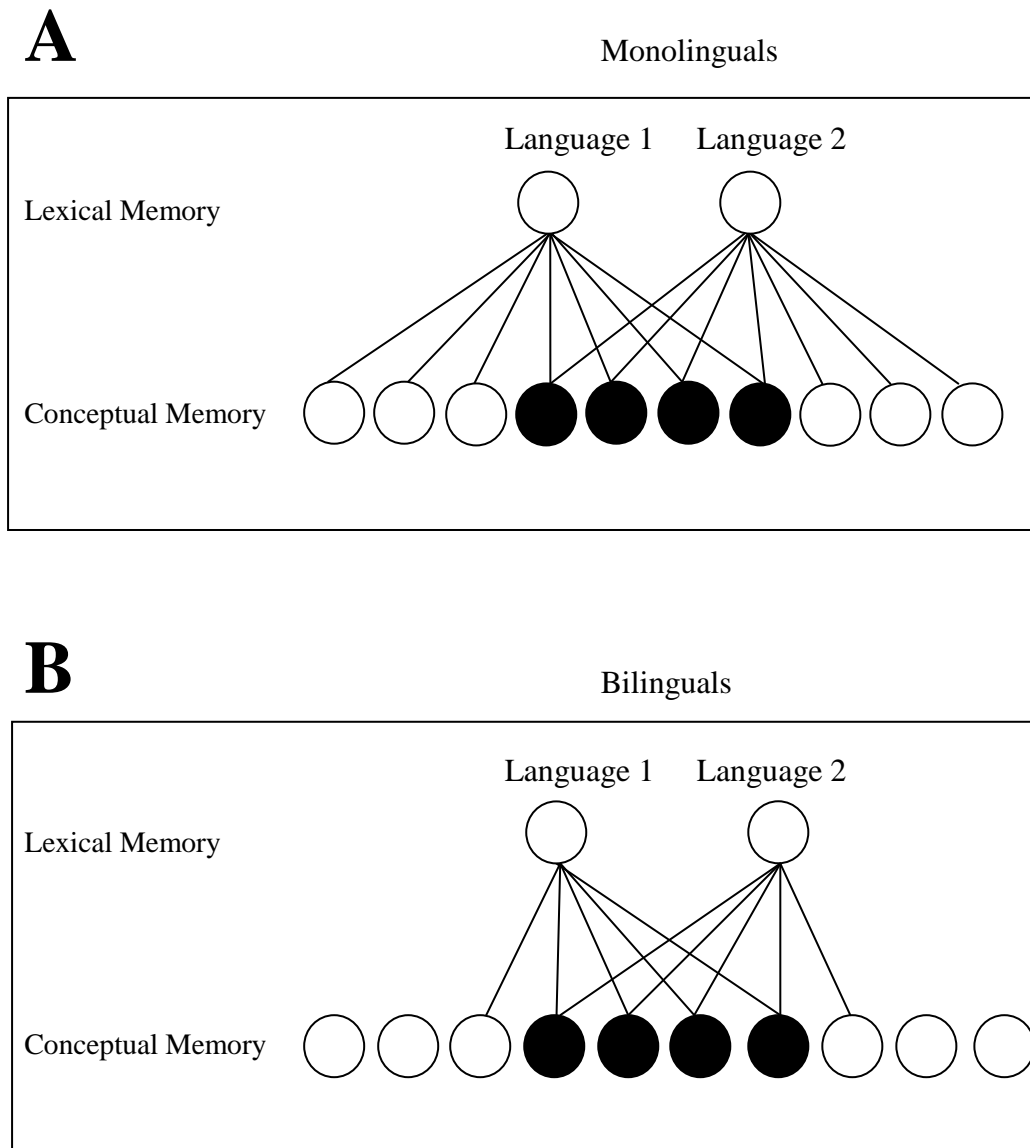 A
Monolinguals
Language 1 Language 2
Lexical Memory
Conceptual Memory
B
Bilinguals
Language 1 Language 2
Lexical Memory
Conceptual Memory